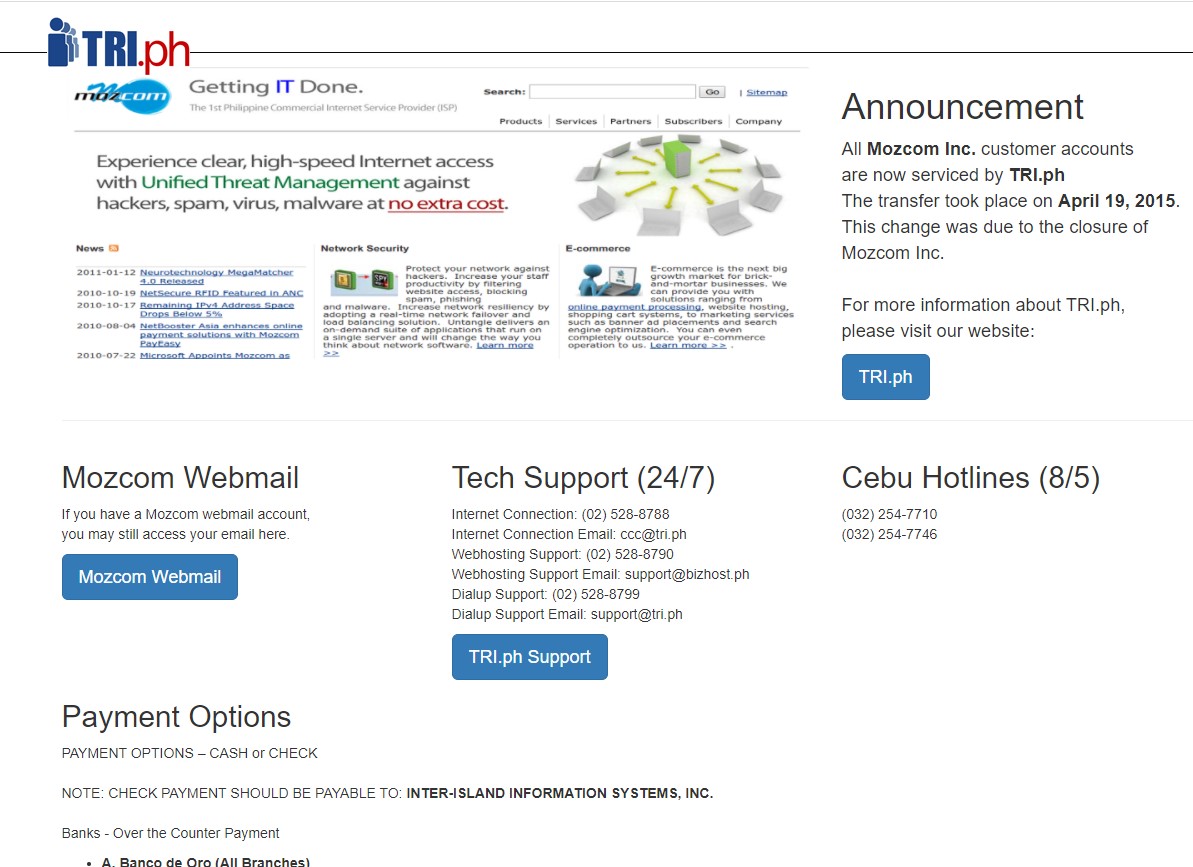 TRI.ph
mozcom
Getting IT Done.
The 1st Philippine Commercial Internet Service Provider (ISP)
Search:
Go
| Sitemap
Products | Services | Partners | Subscribers | Company
Experience clear, high-speed Internet access
with Unified Threat Management against
hackers, spam, virus, malware at no extra cost.
News
2011-01-12 Neurotechnology MegaMatcher
4.0 Released
2010-10-19 NetSecure RFID Featured in ANC
2010-10-17 Remaining IPv4 Address Space
Drops Below 5%
2010-08-04 NetBooster Asia enhances online
payment solutions with Mozcom
PayEasy
2010-07-22 Microsoft Appoints Mozcom as
Network Security
SPY
Protect your network against
hackers. Increase your staff
productivity by filtering
website access, blocking
spam, phishing
and malware. Increase network resiliency by
adopting a real-time network failover and
load balancing solution. Untangle delivers an
on-demand suite of applications that run on
a single server and will change the way you
think about network software. Learn more
>>
E-commerce
E-commerce is the next big
growth market for brick-
and-mortar businesses. We
can provide you with
solutions ranging from
online payment processing, website hosting,
shopping cart systems, to marketing services
such as banner ad placements and search
engine optimization. You can even
completely outsource your e-commerce
operation to us. Learn more >> .
Announcement
All Mozcom Inc. customer accounts
are now serviced by TRI.ph
The transfer took place on April 19, 2015.
This change was due to the closure of
Mozcom Inc.
For more information about TRI.ph,
please visit our website:
TRI.ph
Mozcom Webmail
If you have a Mozcom webmail account,
you may still access your email here.
Mozcom Webmail
Tech Support (24/7)
Internet Connection: (02) 528-8788
Internet Connection Email: ccc@tri.ph
Webhosting Support: (02) 528-8790
Webhosting Support Email: support@bizhost.ph
Dialup Support: (02) 528-8799
Dialup Support Email: support@tri.ph
TRI.ph Support
Cebu Hotlines (8/5)
(032) 254-7710
(032) 254-7746
Payment Options
PAYMENT OPTIONS – CASH or CHECK
NOTE: CHECK PAYMENT SHOULD BE PAYABLE TO: INTER-ISLAND INFORMATION SYSTEMS, INC.
Banks - Over the Counter Payment
• A. Banco de Oro (All Branches)